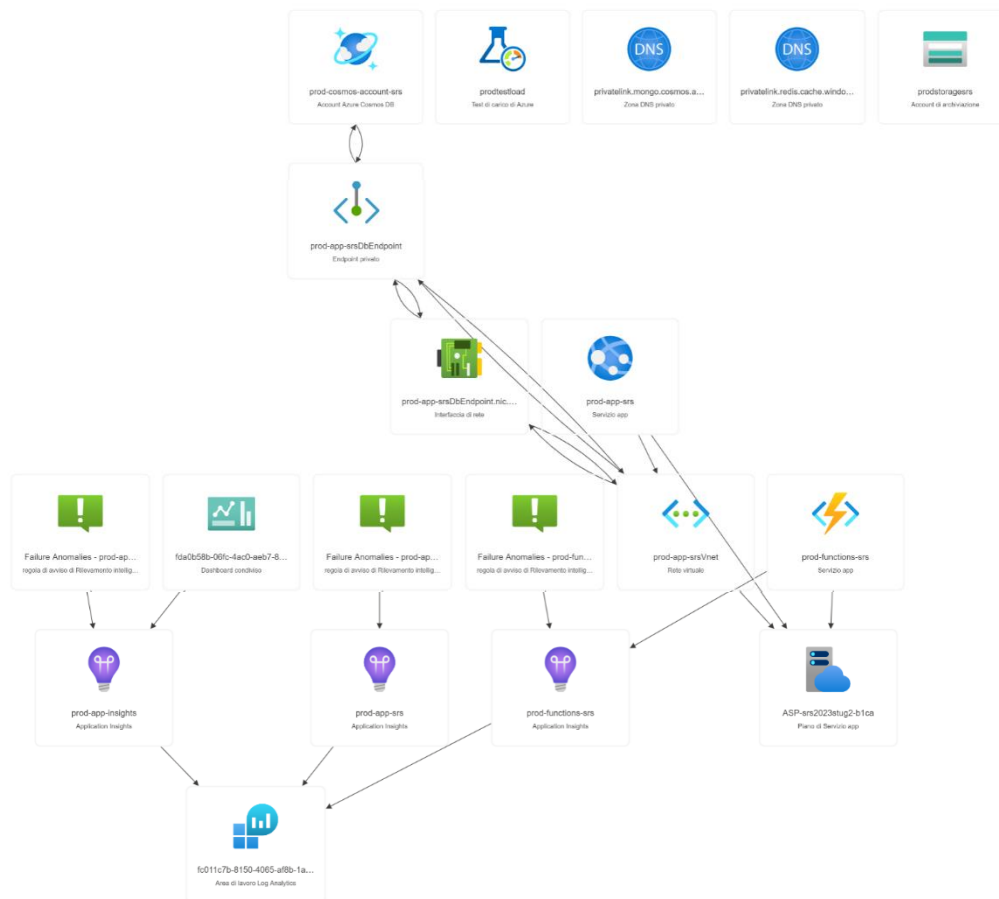 DNS
DNS
prod-cosmos-account-srs
Account Azure Cosmos DB
prodtestload
Test di carico di Azure
privatelink.mongo.cosmos.a...
Zona DNS privato
privatelink.redis.cache.windo...
Zona DNS privato
prodstoragesrs
Account di archiviazione
prod-app-srsDbEndpoint
Endpoint privato
prod-app-srsDbEndpoint.nic....
Interfaccia di rete
prod-app-srs
Servizio app
Failure Anomalies - prod-ap...
regola di avviso di Rilevamento intellig...
fda0b58b-06fc-4ac0-aeb7-8...
Dashboard condiviso
Failure Anomalies - prod-ap...
regola di avviso di Rilevamento intellig...
Failure Anomalies - prod-fun...
regola di avviso di Rilevamento intellig...
prod-app-srsVnet
Rete virtuale
prod-functions-srs
Servizio app
prod-app-insights
Application Insights
prod-app-srs
Application Insights
prod-functions-srs
Application Insights
ASP-srs2023stug2-b1ca
Piano di Servizio app
fc011c7b-8150-4065-af8b-1a...
Area di lavoro Log Analytics